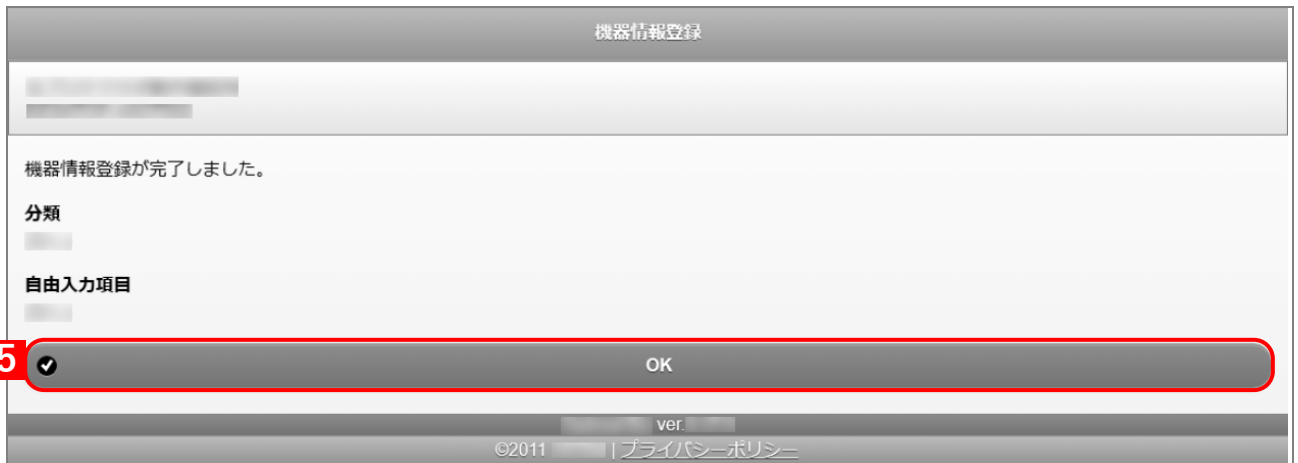 機器情報登録
機器情報登録が完了しました。
分類
自由入力項目
5
OK
ver.
©2011 | プライバシーポリシー